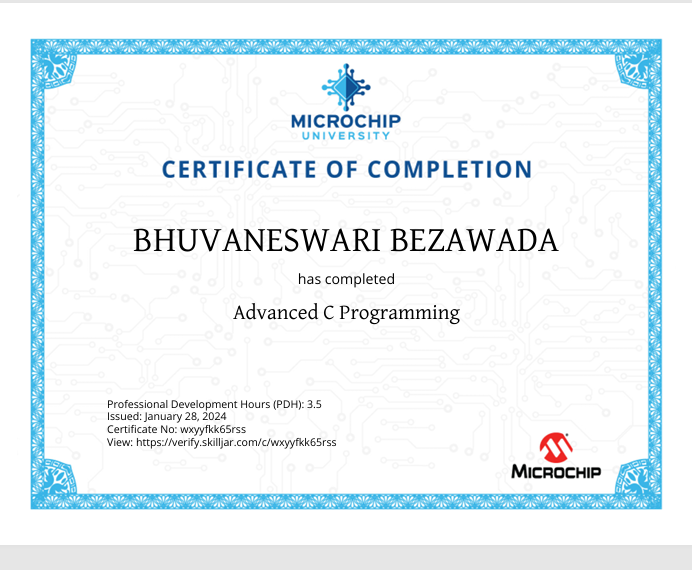 MICROCHIP
UNIVERSITY
CERTIFICATE OF COMPLETION
BHUVANESWARI BEZAWADA
has completed
Advanced C Programming
Professional Development Hours (PDH): 3.5
Issued: January 28, 2024
Certificate No: wxyyfkk65rss
View: https://verify.skilljar.com/c/wxyyfkk65rss
MICROCHIP